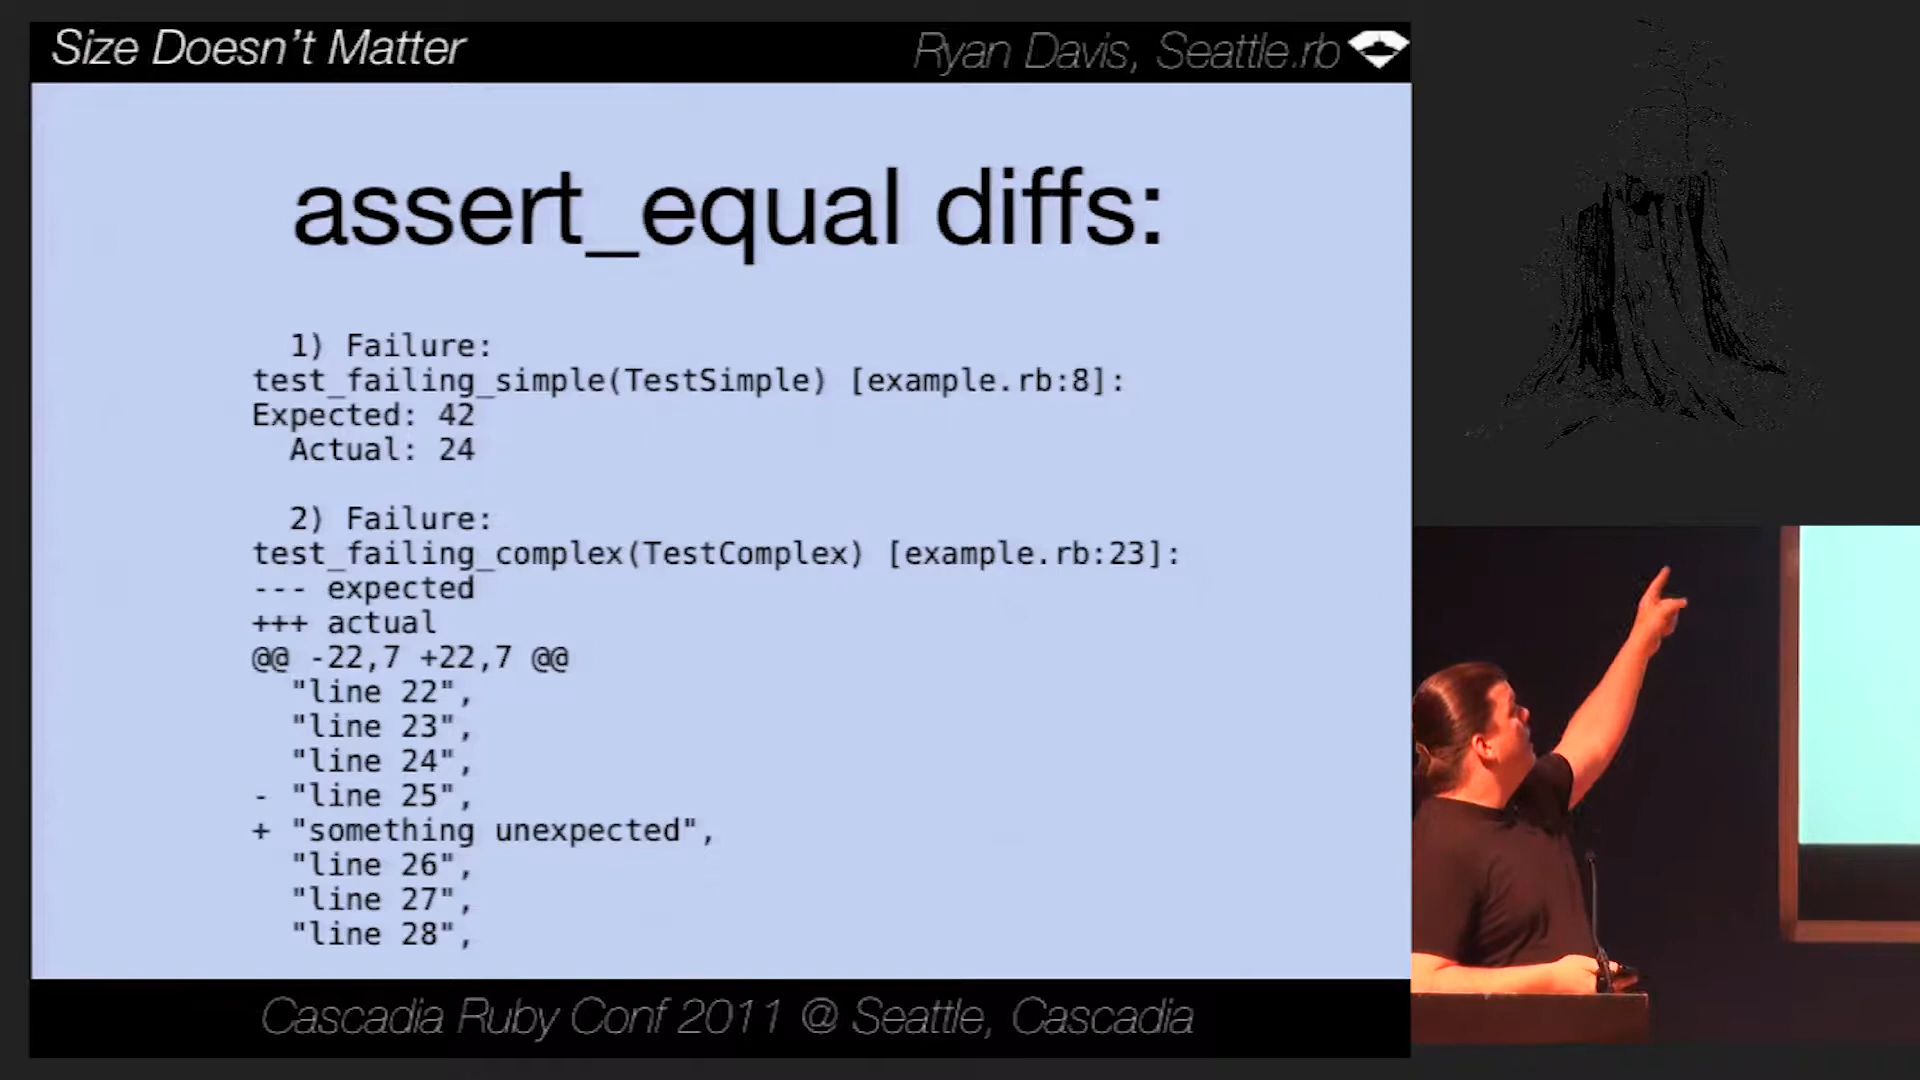 Size Doesn't Matter
Ryan Davis, Seattle.rb
assert_equal diffs:
1) Failure:
test_failing_simple(TestSimple) [example.rb:8]:
Expected: 42
Actual: 24
2) Failure:
test_failing_complex(TestComplex) [example.rb:23]:
--- expected
+++ actual
@@ -22,7 +22,7 @@
"line 22",
"line 23",
"line 24",
- "line 25",
+ "something unexpected",
"line 26",
"line 27",
"line 28",
Cascadia Ruby Conf 2011 @ Seattle, Cascadia